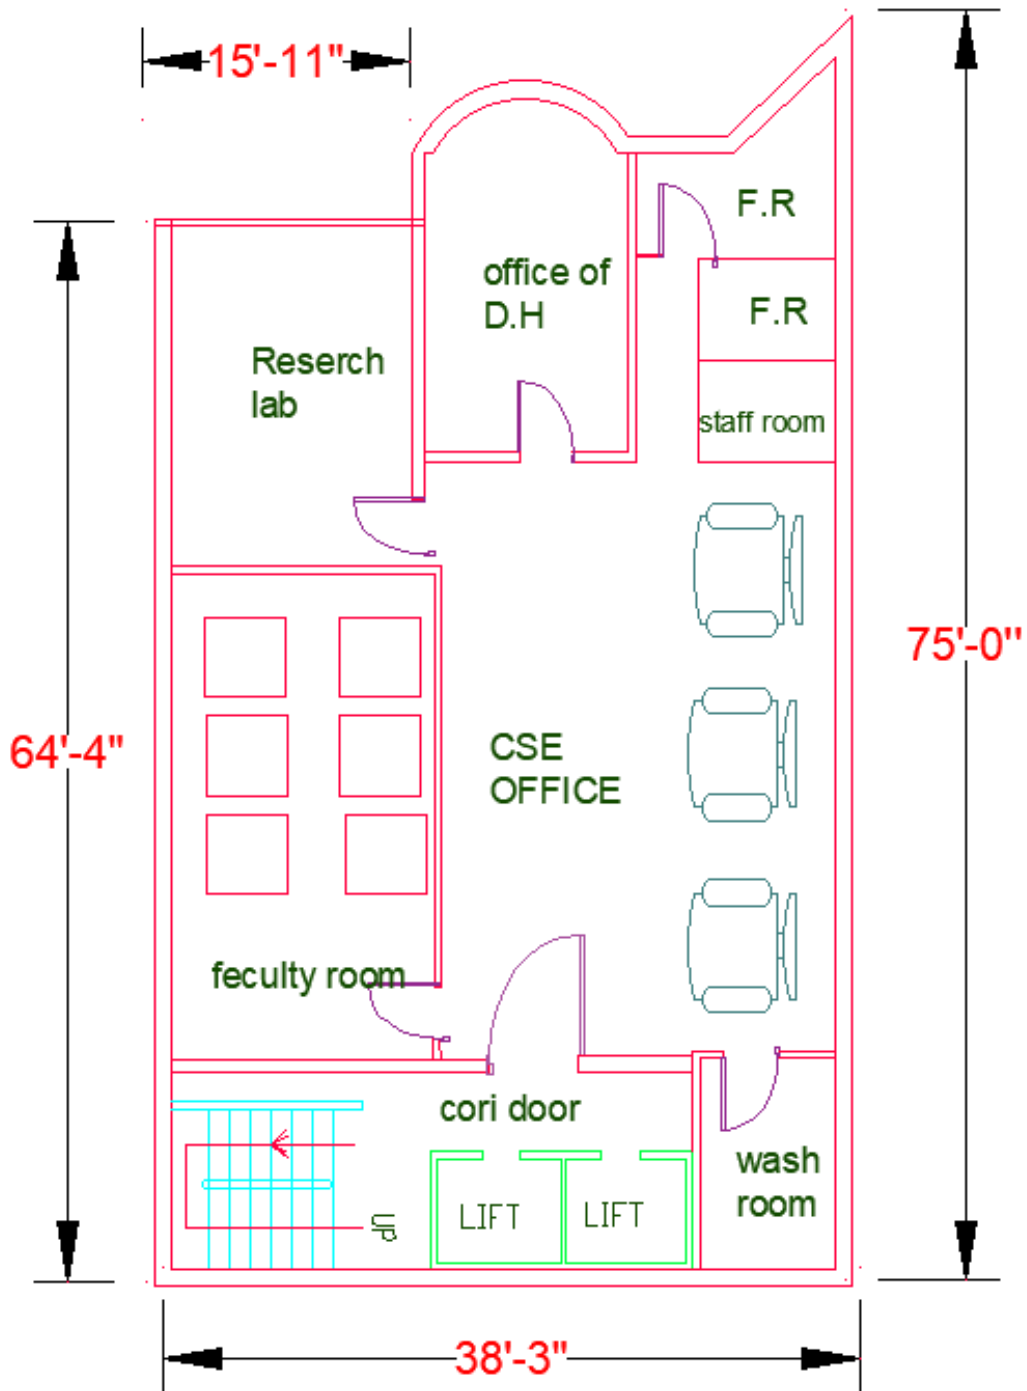 15'-11"
F.R
office of
D.H
F.R
Reserch
lab
staff room
75'-0"
64'-4"
CSE
OFFICE
feculty room
cori door
wash
room
LIFT
LIFT
UP
38'-3"